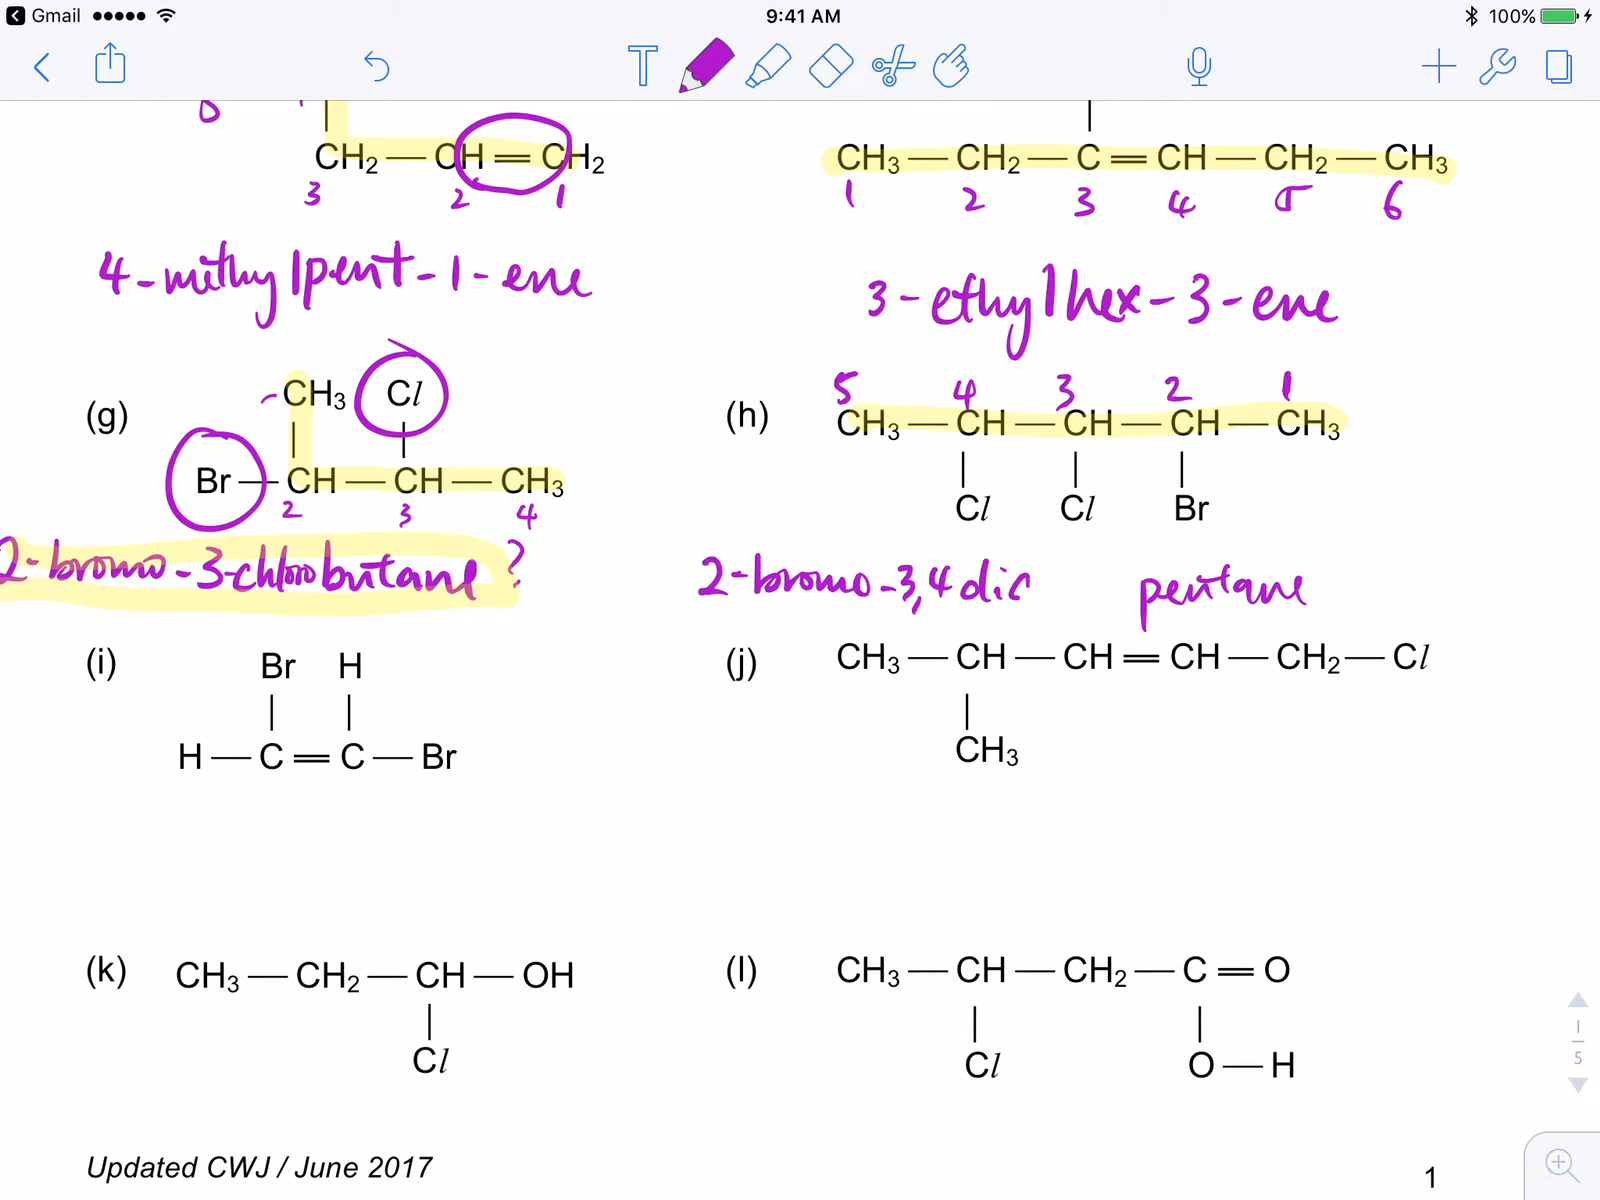 Gmail 9:41 AM 100%
T
CH₂—CH=CH₂
3 2 1
CH₃—CH₂—C=CH—CH₂—CH₃
1 2 3 4 5 6
4-methylpent-1-ene
3-ethylhex-3-ene
(g)
CH₃ Cl
Br—CH—CH—CH₃
2 3 4
2-bromo-3-chlorobutane?
(h)
5 4 3 2 1
CH₃—CH—CH—CH—CH₃
Cl Cl Br
2-bromo-3,4dic pentane
(i)
Br H
H—C=C—Br
(j)
CH₃—CH—CH=CH—CH₂—Cl
CH₃
(k)
CH₃—CH₂—CH—OH
Cl
(l)
CH₃—CH—CH₂—C=O
Cl O—H
1
5
Updated CWJ / June 2017
1